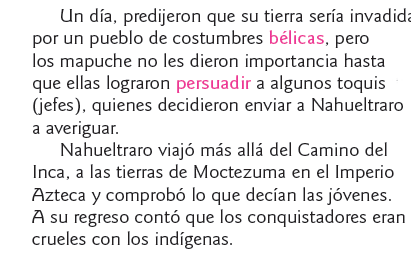 Un día, predijeron que su tierra sería invadida
por un pueblo de costumbres bélicas, pero
los mapuche no les dieron importancia hasta
que ellas lograron persuadir a algunos toquis
(jefes), quienes decidieron enviar a Nahueltraro
a averiguar.
Nahueltraro viajó más allá del Camino del
Inca, a las tierras de Moctezuma en el Imperio
Azteca y comprobó lo que decían las jóvenes.
A su regreso contó que los conquistadores eran
crueles con los indígenas.